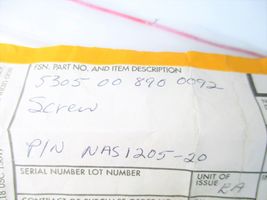 FSN, PART NO. AND ITEM DESCRIPTION
5305 00 890 0092
Screw
P/N NAS1205-20
SERIAL NUMBER LOT NUMBER
UNIT OF
ISSUE EA